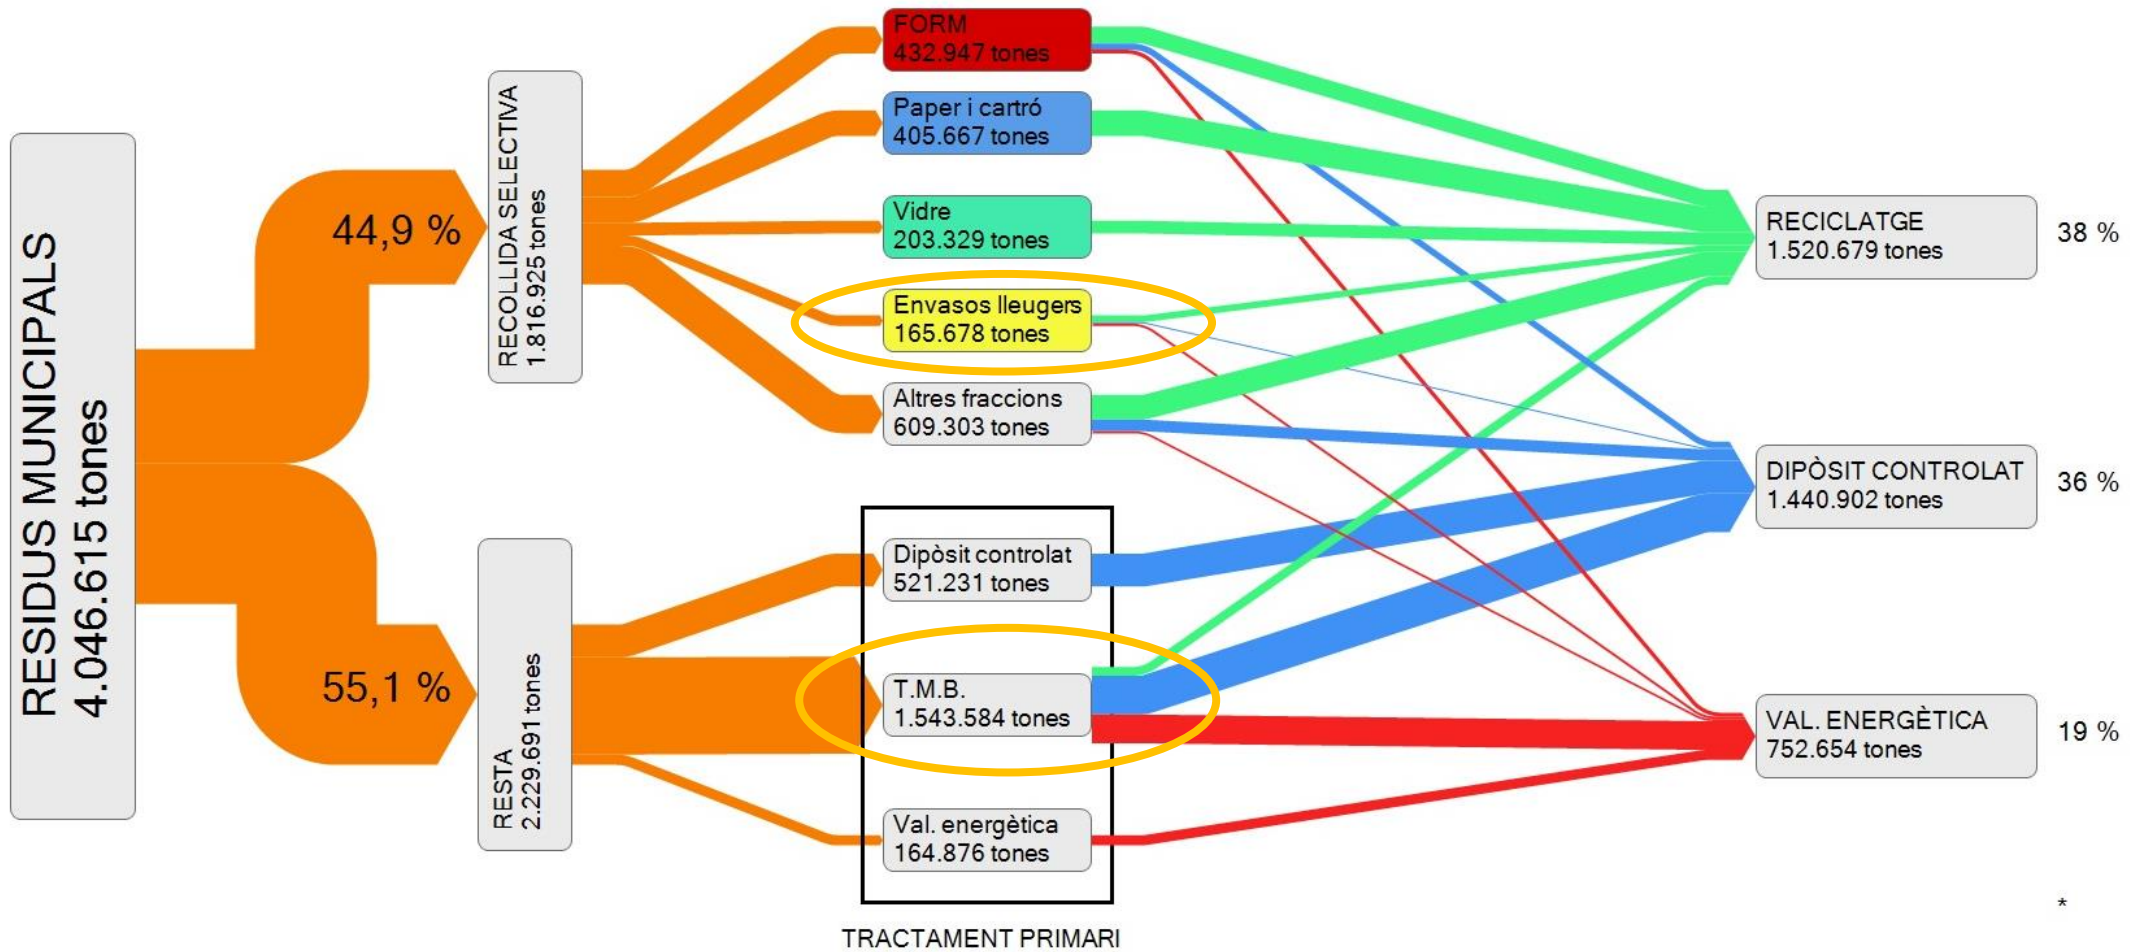 RESIDUS MUNICIPALS
4.046.615 tones
44,9 %
55,1 %
RECOLLIDA SELECTIVA
1.816.925 tones
RESTA
2.229.691 tones
FORM
432.947 tones
Paper i cartró
405.667 tones
Vidre
203.329 tones
Envasos lleugers
165.678 tones
Altres fraccions
609.303 tones
Dipòsit controlat
521.231 tones
T.M.B.
1.543.584 tones
Val. energètica
164.876 tones
TRACTAMENT PRIMARI
RECICLATGE
1.520.679 tones
38 %
DIPÒSIT CONTROLAT
1.440.902 tones
36 %
VAL. ENERGÈTICA
752.654 tones
19 %
*